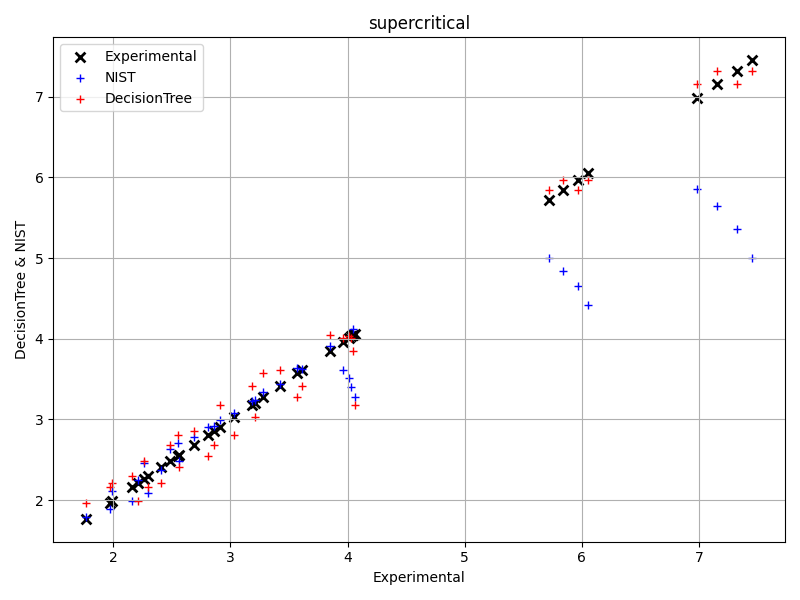 supercritical
Experimental
NIST
DecisionTree
DecisionTree & NIST
7
6
5
4
3
2
2
3
4
5
6
7
Experimental